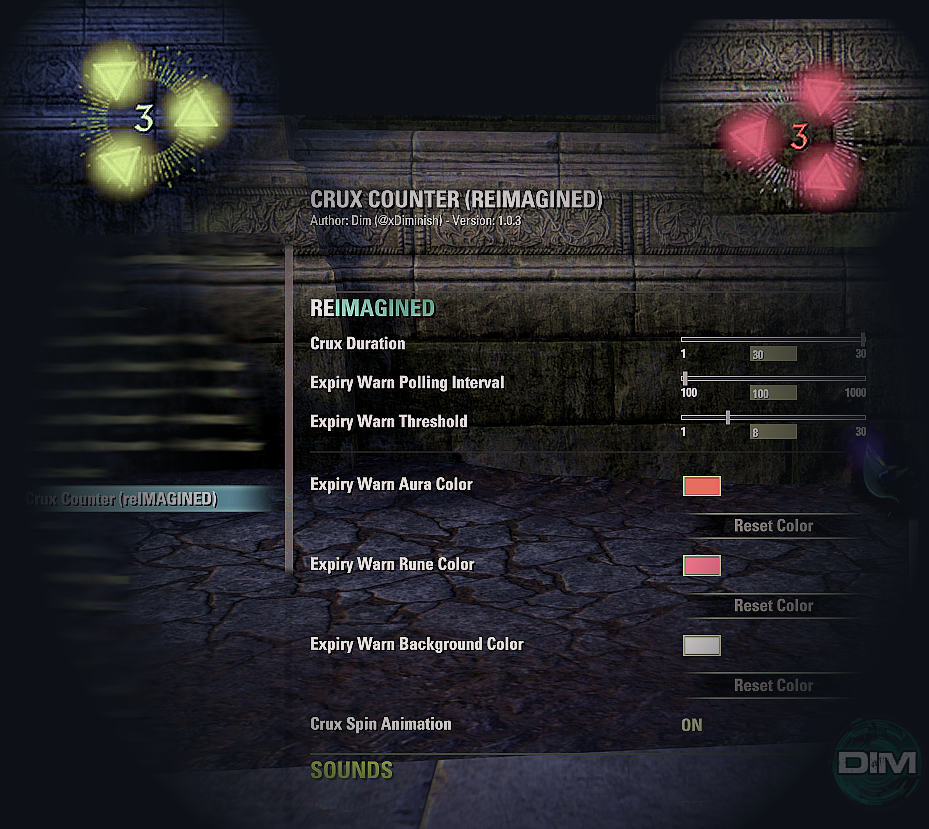 3
3
CRUX COUNTER (REIMAGINED)
Author: Dim (@xDiminish) - Version: 1.0.3
REIMAGINED
Crux Duration
1 30 30
Expiry Warn Polling Interval
100 100 1000
Expiry Warn Threshold
1 8 30
Expiry Warn Aura Color
Reset Color
Crux Counter (reIMAGINED)
Expiry Warn Rune Color
Reset Color
Expiry Warn Background Color
Reset Color
Crux Spin Animation ON
DIM
SOUNDS